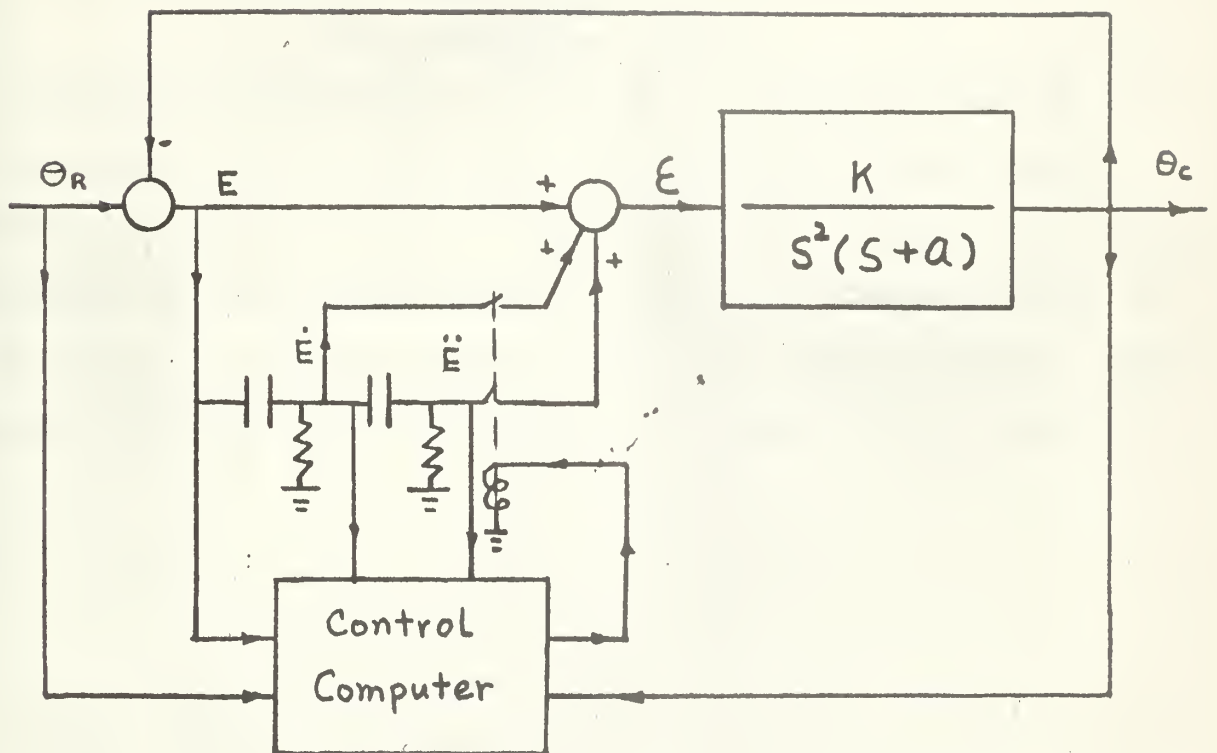 -
ΘR
E
+
ε
K
S²(S+a)
θc
+
+
Ė
Ë
Control
Computer